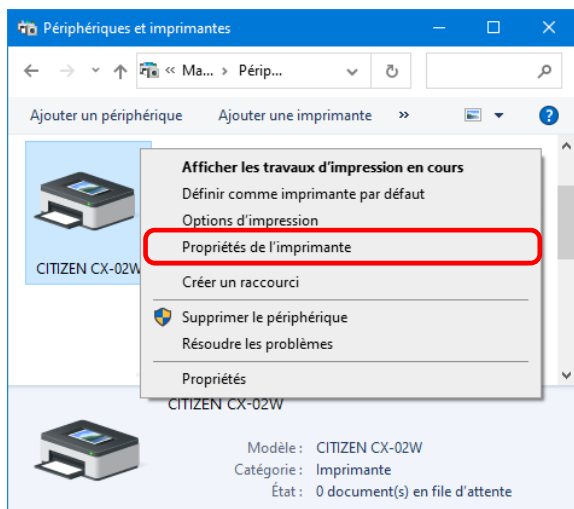 Périphériques et imprimantes
« Ma... › Périp...
Ajouter un périphérique Ajouter une imprimante »
Afficher les travaux d'impression en cours
Définir comme imprimante par défaut
Options d'impression
Propriétés de l'imprimante
CITIZEN CX-02W
Créer un raccourci
Supprimer le périphérique
Résoudre les problèmes
Propriétés
CITIZEN CX-02W
Modèle : CITIZEN CX-02W
Catégorie : Imprimante
État : 0 document(s) en file d'attente